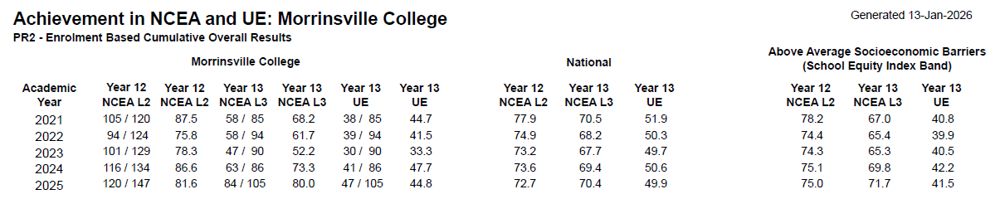 Achievement in NCEA and UE: Morrinsville College
Generated 13-Jan-2026
PR2 - Enrolment Based Cumulative Overall Results
Morrinsville College National Above Average Socioeconomic Barriers
(School Equity Index Band)
Academic Year 12 Year 12 Year 13 Year 13 Year 13 Year 13 Year 12 Year 13 Year 13 Year 12 Year 13 Year 13
Year NCEA L2 NCEA L2 NCEA L3 NCEA L3 UE UE NCEA L2 NCEA L3 UE NCEA L2 NCEA L3 UE
2021 105 / 120 87.5 58 / 85 68.2 38 / 85 44.7 77.9 70.5 51.9 78.2 67.0 40.8
2022 94 / 124 75.8 58 / 94 61.7 39 / 94 41.5 74.9 68.2 50.3 74.4 65.4 39.9
2023 101 / 129 78.3 47 / 90 52.2 30 / 90 33.3 73.2 67.7 49.7 74.3 65.3 40.5
2024 116 / 134 86.6 63 / 86 73.3 41 / 86 47.7 73.6 69.4 50.6 75.1 69.8 42.2
2025 120 / 147 81.6 84 / 105 80.0 47 / 105 44.8 72.7 70.4 49.9 75.0 71.7 41.5